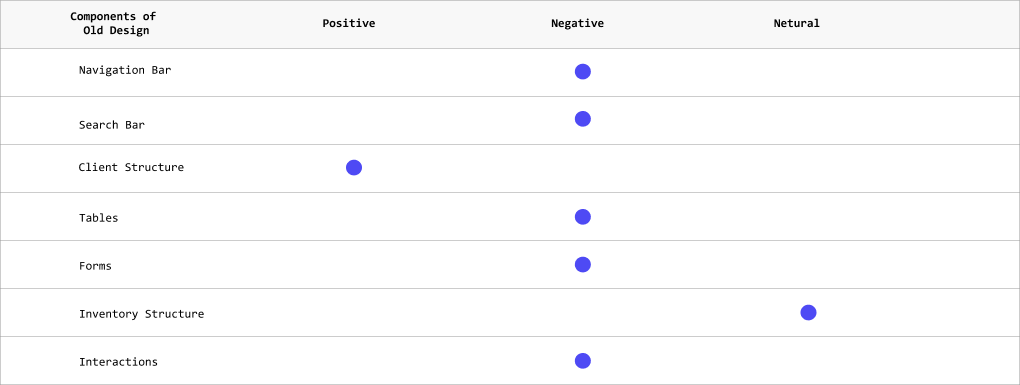 Components of
Old Design
Positive
Negative
Netural
Navigation Bar
Search Bar
Client Structure
Tables
Forms
Inventory Structure
Interactions